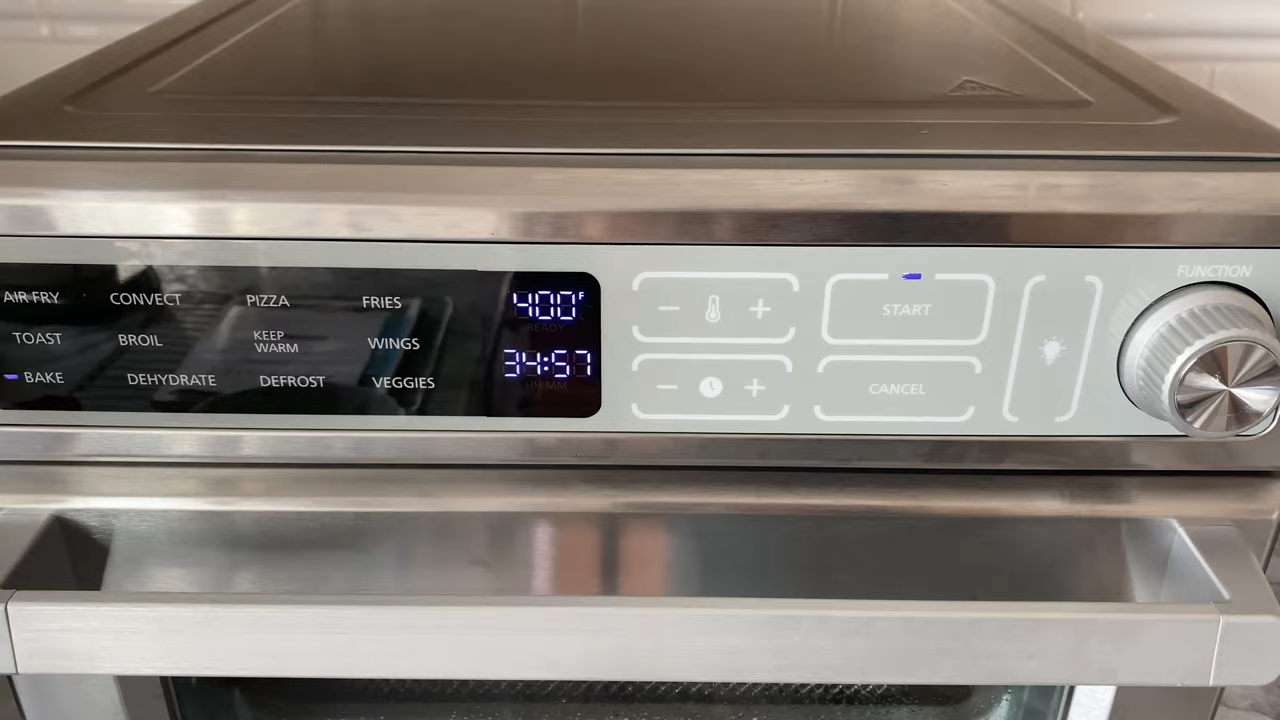 AIR FRY CONVECT PIZZA FRIES
TOAST BROIL KEEP WARM WINGS
BAKE DEHYDRATE DEFROST VEGGIES
400°F
READY
34:57
START
CANCEL
FUNCTION